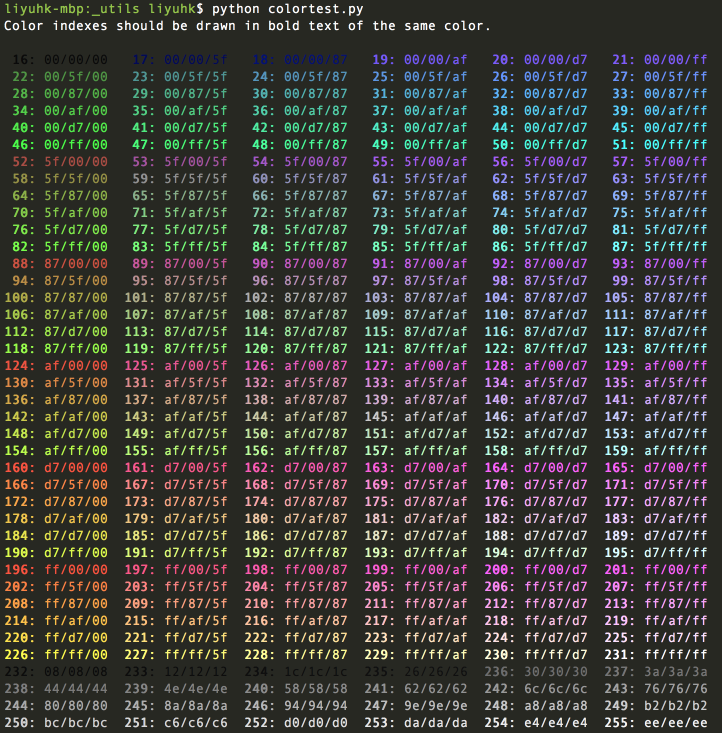 liyuhk-mbp:_utils liyuhk$ python colortest.py
Color indexes should be drawn in bold text of the same color.
16: 00/00/00 17: 00/00/5f 18: 00/00/87 19: 00/00/af 20: 00/00/d7 21: 00/00/ff
22: 00/5f/00 23: 00/5f/5f 24: 00/5f/87 25: 00/5f/af 26: 00/5f/d7 27: 00/5f/ff
28: 00/87/00 29: 00/87/5f 30: 00/87/87 31: 00/87/af 32: 00/87/d7 33: 00/87/ff
34: 00/af/00 35: 00/af/5f 36: 00/af/87 37: 00/af/af 38: 00/af/d7 39: 00/af/ff
40: 00/d7/00 41: 00/d7/5f 42: 00/d7/87 43: 00/d7/af 44: 00/d7/d7 45: 00/d7/ff
46: 00/ff/00 47: 00/ff/5f 48: 00/ff/87 49: 00/ff/af 50: 00/ff/d7 51: 00/ff/ff
52: 5f/00/00 53: 5f/00/5f 54: 5f/00/87 55: 5f/00/af 56: 5f/00/d7 57: 5f/00/ff
58: 5f/5f/00 59: 5f/5f/5f 60: 5f/5f/87 61: 5f/5f/af 62: 5f/5f/d7 63: 5f/5f/ff
64: 5f/87/00 65: 5f/87/5f 66: 5f/87/87 67: 5f/87/af 68: 5f/87/d7 69: 5f/87/ff
70: 5f/af/00 71: 5f/af/5f 72: 5f/af/87 73: 5f/af/af 74: 5f/af/d7 75: 5f/af/ff
76: 5f/d7/00 77: 5f/d7/5f 78: 5f/d7/87 79: 5f/d7/af 80: 5f/d7/d7 81: 5f/d7/ff
82: 5f/ff/00 83: 5f/ff/5f 84: 5f/ff/87 85: 5f/ff/af 86: 5f/ff/d7 87: 5f/ff/ff
88: 87/00/00 89: 87/00/5f 90: 87/00/87 91: 87/00/af 92: 87/00/d7 93: 87/00/ff
94: 87/5f/00 95: 87/5f/5f 96: 87/5f/87 97: 87/5f/af 98: 87/5f/d7 99: 87/5f/ff
100: 87/87/00 101: 87/87/5f 102: 87/87/87 103: 87/87/af 104: 87/87/d7 105: 87/87/ff
106: 87/af/00 107: 87/af/5f 108: 87/af/87 109: 87/af/af 110: 87/af/d7 111: 87/af/ff
112: 87/d7/00 113: 87/d7/5f 114: 87/d7/87 115: 87/d7/af 116: 87/d7/d7 117: 87/d7/ff
118: 87/ff/00 119: 87/ff/5f 120: 87/ff/87 121: 87/ff/af 122: 87/ff/d7 123: 87/ff/ff
124: af/00/00 125: af/00/5f 126: af/00/87 127: af/00/af 128: af/00/d7 129: af/00/ff
130: af/5f/00 131: af/5f/5f 132: af/5f/87 133: af/5f/af 134: af/5f/d7 135: af/5f/ff
136: af/87/00 137: af/87/5f 138: af/87/87 139: af/87/af 140: af/87/d7 141: af/87/ff
142: af/af/00 143: af/af/5f 144: af/af/87 145: af/af/af 146: af/af/d7 147: af/af/ff
148: af/d7/00 149: af/d7/5f 150: af/d7/87 151: af/d7/af 152: af/d7/d7 153: af/d7/ff
154: af/ff/00 155: af/ff/5f 156: af/ff/87 157: af/ff/af 158: af/ff/d7 159: af/ff/ff
160: d7/00/00 161: d7/00/5f 162: d7/00/87 163: d7/00/af 164: d7/00/d7 165: d7/00/ff
166: d7/5f/00 167: d7/5f/5f 168: d7/5f/87 169: d7/5f/af 170: d7/5f/d7 171: d7/5f/ff
172: d7/87/00 173: d7/87/5f 174: d7/87/87 175: d7/87/af 176: d7/87/d7 177: d7/87/ff
178: d7/af/00 179: d7/af/5f 180: d7/af/87 181: d7/af/af 182: d7/af/d7 183: d7/af/ff
184: d7/d7/00 185: d7/d7/5f 186: d7/d7/87 187: d7/d7/af 188: d7/d7/d7 189: d7/d7/ff
190: d7/ff/00 191: d7/ff/5f 192: d7/ff/87 193: d7/ff/af 194: d7/ff/d7 195: d7/ff/ff
196: ff/00/00 197: ff/00/5f 198: ff/00/87 199: ff/00/af 200: ff/00/d7 201: ff/00/ff
202: ff/5f/00 203: ff/5f/5f 204: ff/5f/87 205: ff/5f/af 206: ff/5f/d7 207: ff/5f/ff
208: ff/87/00 209: ff/87/5f 210: ff/87/87 211: ff/87/af 212: ff/87/d7 213: ff/87/ff
214: ff/af/00 215: ff/af/5f 216: ff/af/87 217: ff/af/af 218: ff/af/d7 219: ff/af/ff
220: ff/d7/00 221: ff/d7/5f 222: ff/d7/87 223: ff/d7/af 224: ff/d7/d7 225: ff/d7/ff
226: ff/ff/00 227: ff/ff/5f 228: ff/ff/87 229: ff/ff/af 230: ff/ff/d7 231: ff/ff/ff
232: 08/08/08 233: 12/12/12 234: 1c/1c/1c 235: 26/26/26 236: 30/30/30 237: 3a/3a/3a
238: 44/44/44 239: 4e/4e/4e 240: 58/58/58 241: 62/62/62 242: 6c/6c/6c 243: 76/76/76
244: 80/80/80 245: 8a/8a/8a 246: 94/94/94 247: 9e/9e/9e 248: a8/a8/a8 249: b2/b2/b2
250: bc/bc/bc 251: c6/c6/c6 252: d0/d0/d0 253: da/da/da 254: e4/e4/e4 255: ee/ee/ee